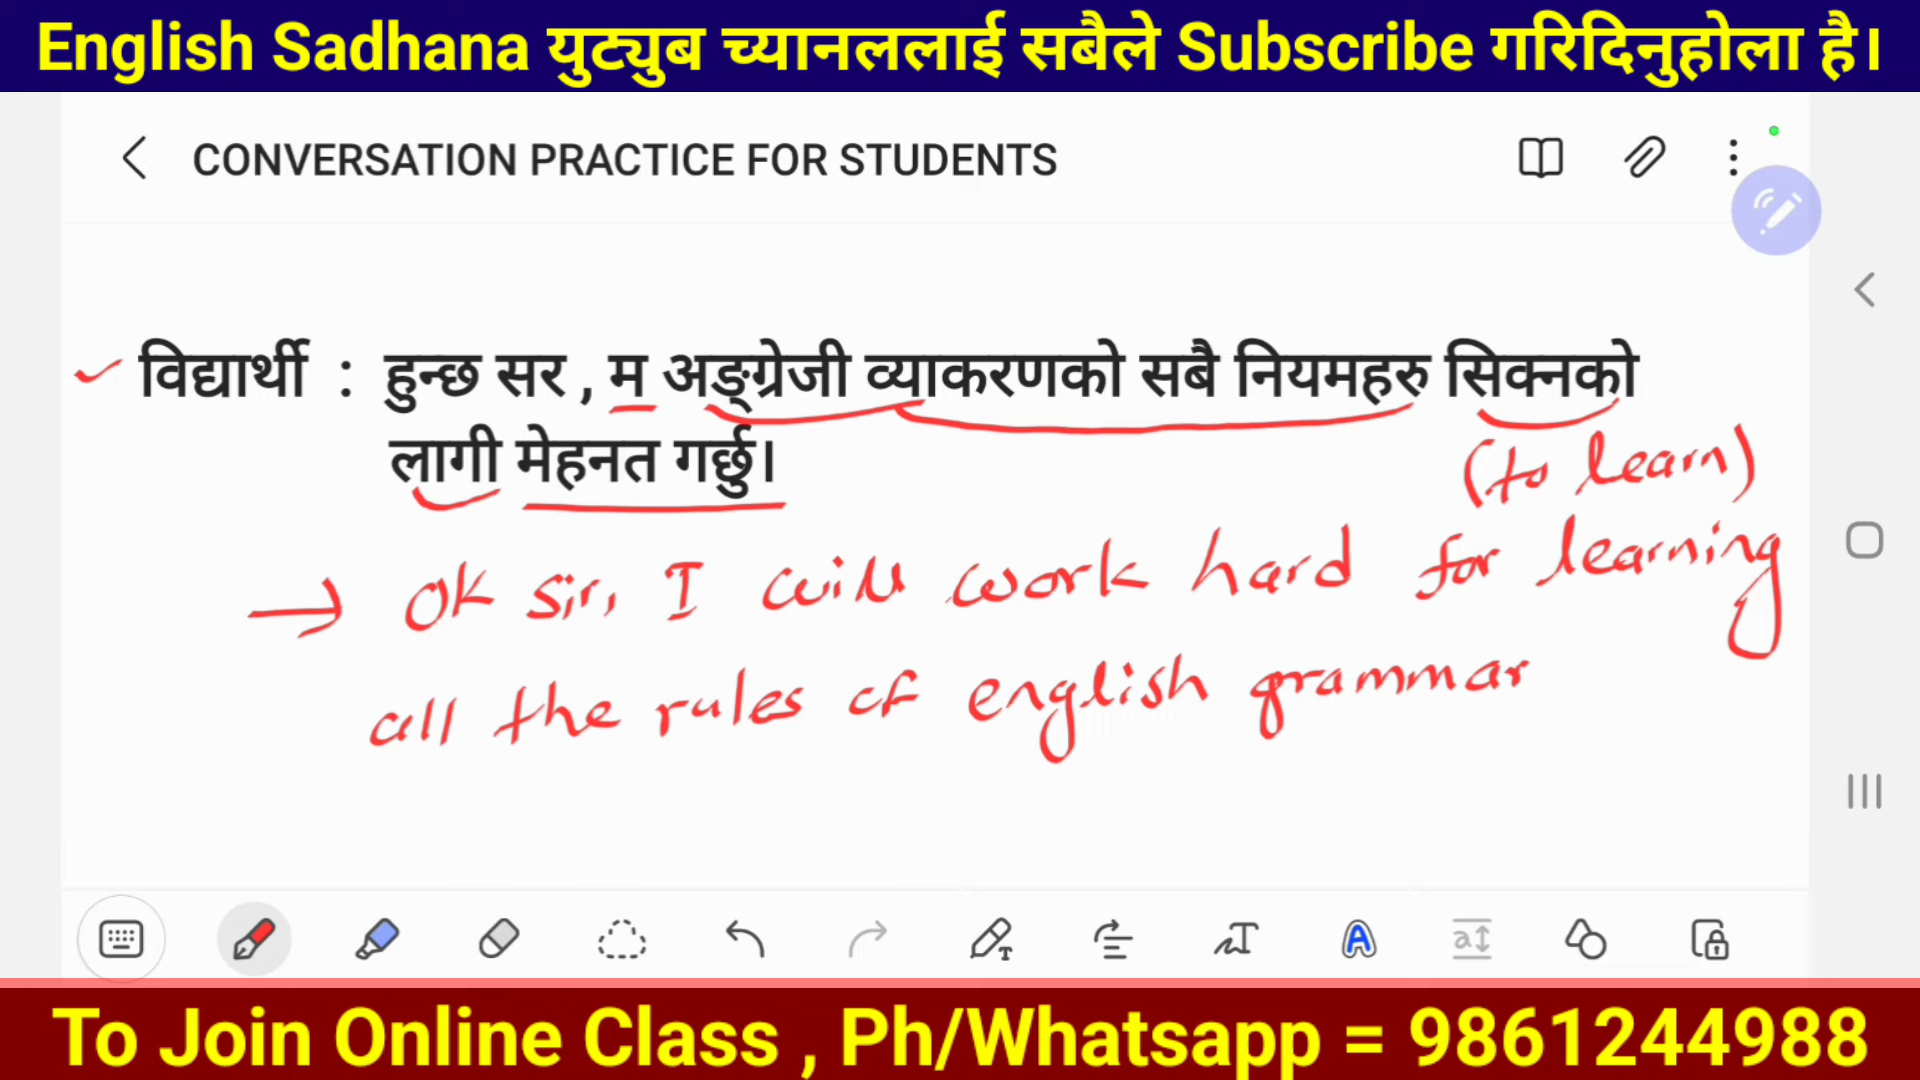 English Sadhana युट्युब च्यानललाई सबैले Subscribe गरिदिनुहोला है।
CONVERSATION PRACTICE FOR STUDENTS
विद्यार्थी : हुन्छ सर , म अङ्ग्रेजी व्याकरणको सबै नियमहरु सिक्नको
लागी मेहनत गर्छु।
(to learn)
→ OK sir, I will work hard for learning
all the rules of english grammar
To Join Online Class , Ph/Whatsapp = 9861244988